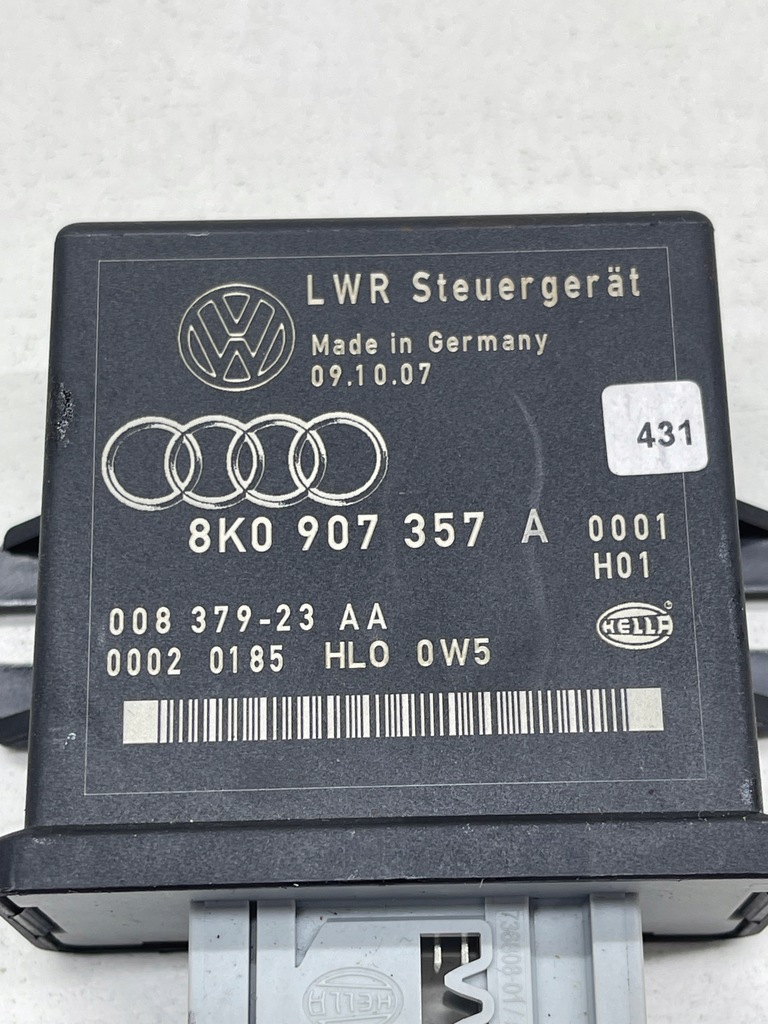 LWR Steuergerät
Made in Germany
09.10.07
431
8K0 907 357 A 0001
H01
008 379-23 AA
0002 0185 HLO 0W5
HELLA
HELLA